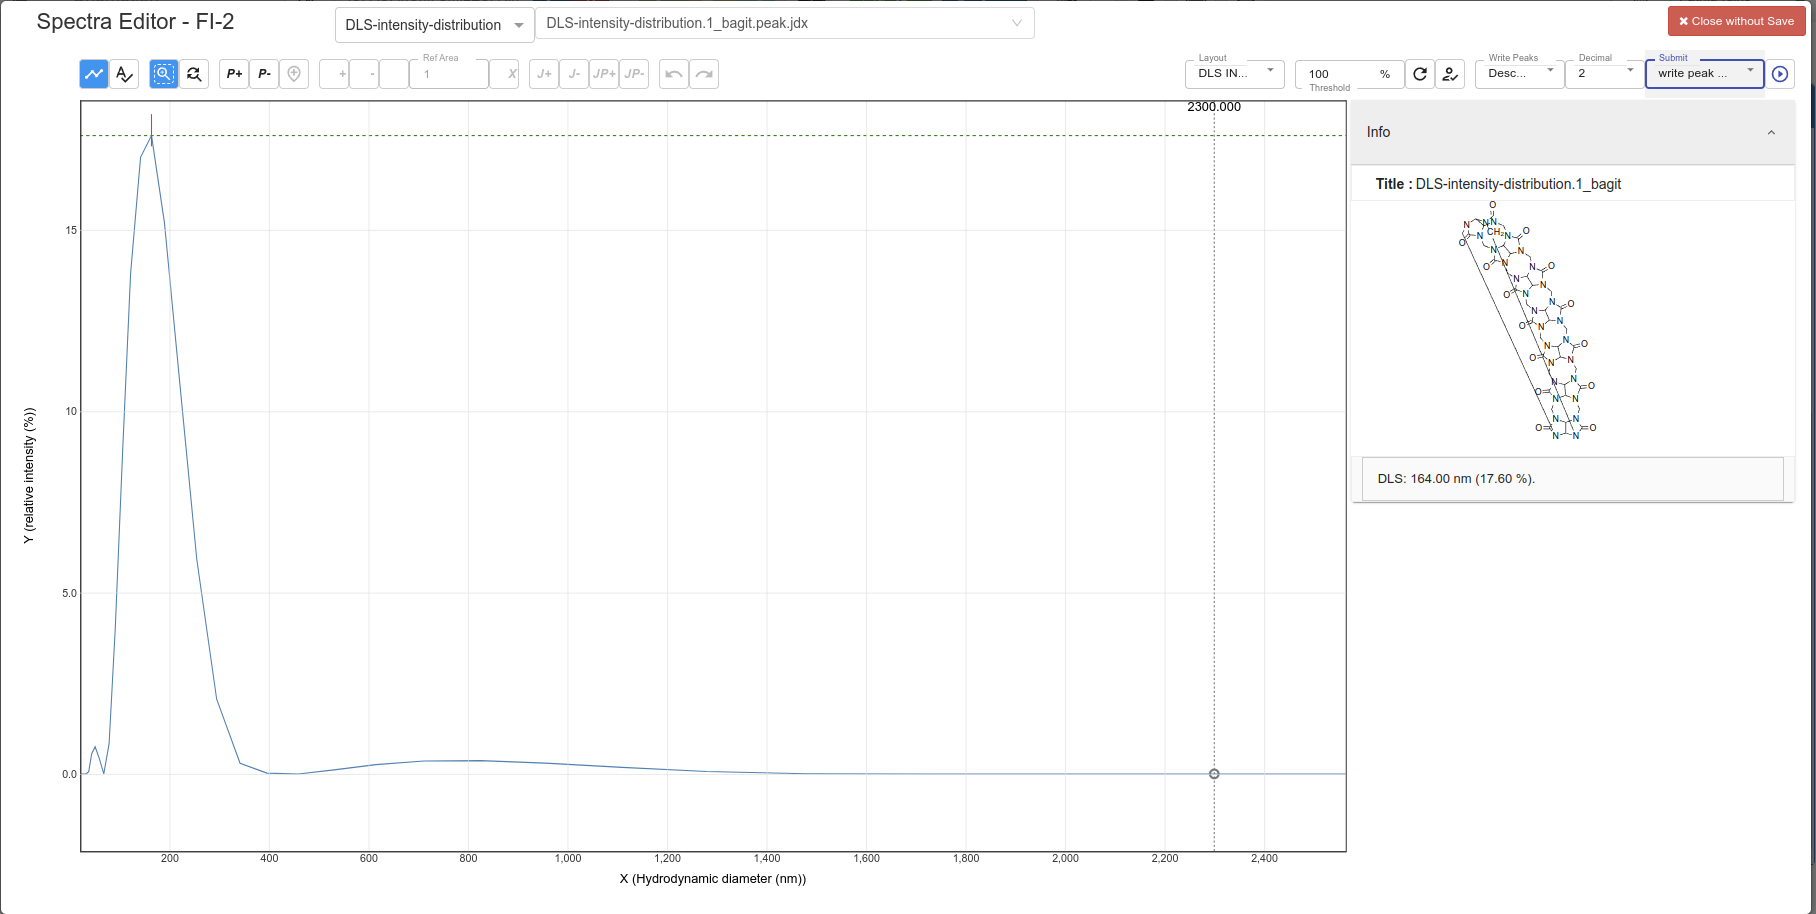 Spectra Editor - FI-2
DLS-intensity-distribution
DLS-intensity-distribution.1_bagit.peak.jdx
✖ Close without Save
P+
P-
+
-
Ref Area
1
X
J+
J-
JP+
JP-
Layout
DLS IN...
100
%
Threshold
Write Peaks
Desc...
Decimal
2
Submit
write peak ...
2300.000
Info
Title : DLS-intensity-distribution.1_bagit
DLS: 164.00 nm (17.60 %).
Y (relative intensity (%))
15
10
5.0
0.0
200
400
600
800
1,000
1,200
1,400
1,600
1,800
2,000
2,200
2,400
X (Hydrodynamic diameter (nm))